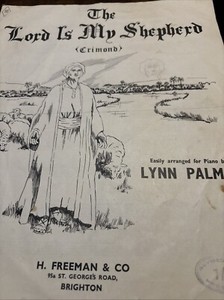 The
Lord Is My Shepherd
(Crimond)
Easily arranged for Piano b
LYNN PALM
H. FREEMAN & CO
95a ST. GEORGE'S ROAD,
BRIGHTON